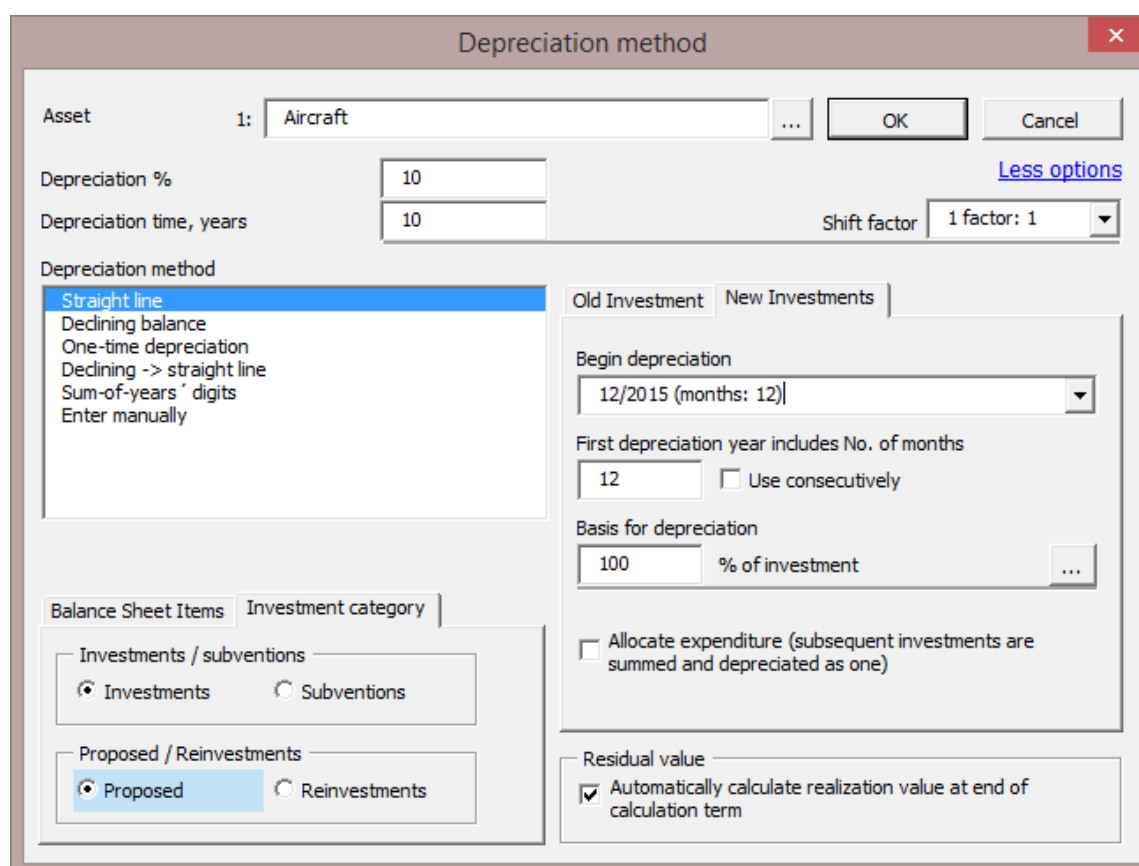 Depreciation method
Asset 1: Aircraft ... OK Cancel
Less options
Depreciation % 10
Depreciation time, years 10
Shift factor 1 factor: 1
Depreciation method
Straight line
Declining balance
One-time depreciation
Declining -> straight line
Sum-of-years´ digits
Enter manually
Old Investment New Investments
Begin depreciation
12/2015 (months: 12)
First depreciation year includes No. of months
12 Use consecutively
Basis for depreciation
100 % of investment ...
Allocate expenditure (subsequent investments are
summed and depreciated as one)
Balance Sheet Items Investment category
Investments / subventions
Investments Subventions
Proposed / Reinvestments
Proposed Reinvestments
Residual value
Automatically calculate realization value at end of
calculation term